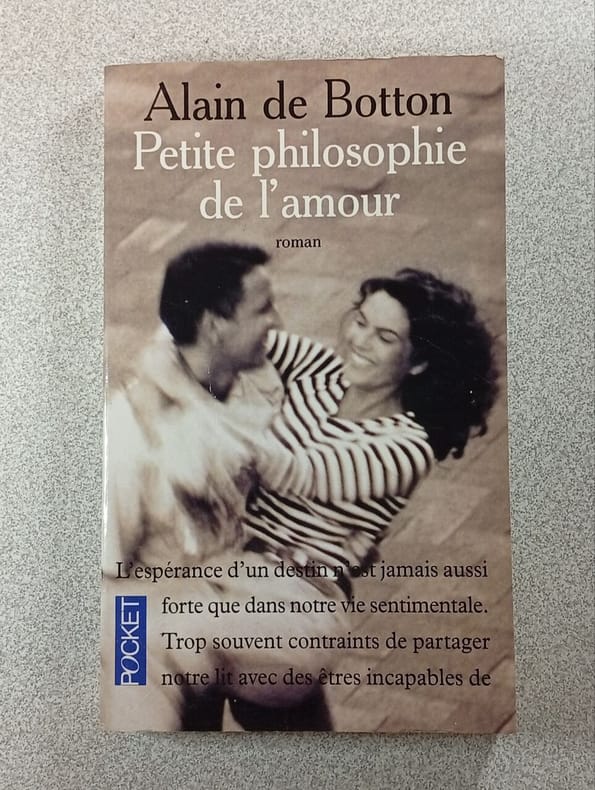 Alain de Botton
Petite philosophie
de l'amour
roman
L'espérance d'un destin n'est jamais aussi
forte que dans notre vie sentimentale.
Trop souvent contraints de partager
notre lit avec des êtres incapables de
POCKET